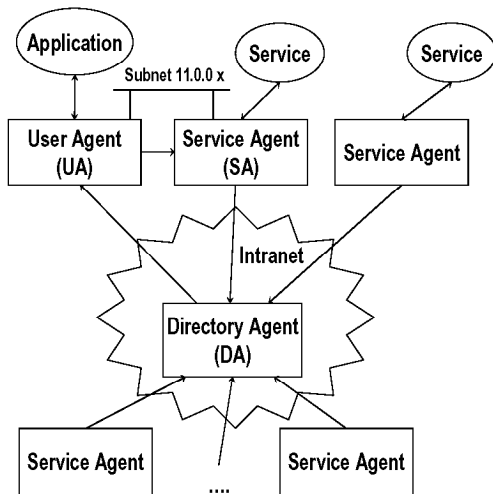 Application
Service
Service
Subnet 11.0.0 x
User Agent
(UA)
Service Agent
(SA)
Service Agent
Intranet
Directory Agent
(DA)
Service Agent
....
Service Agent